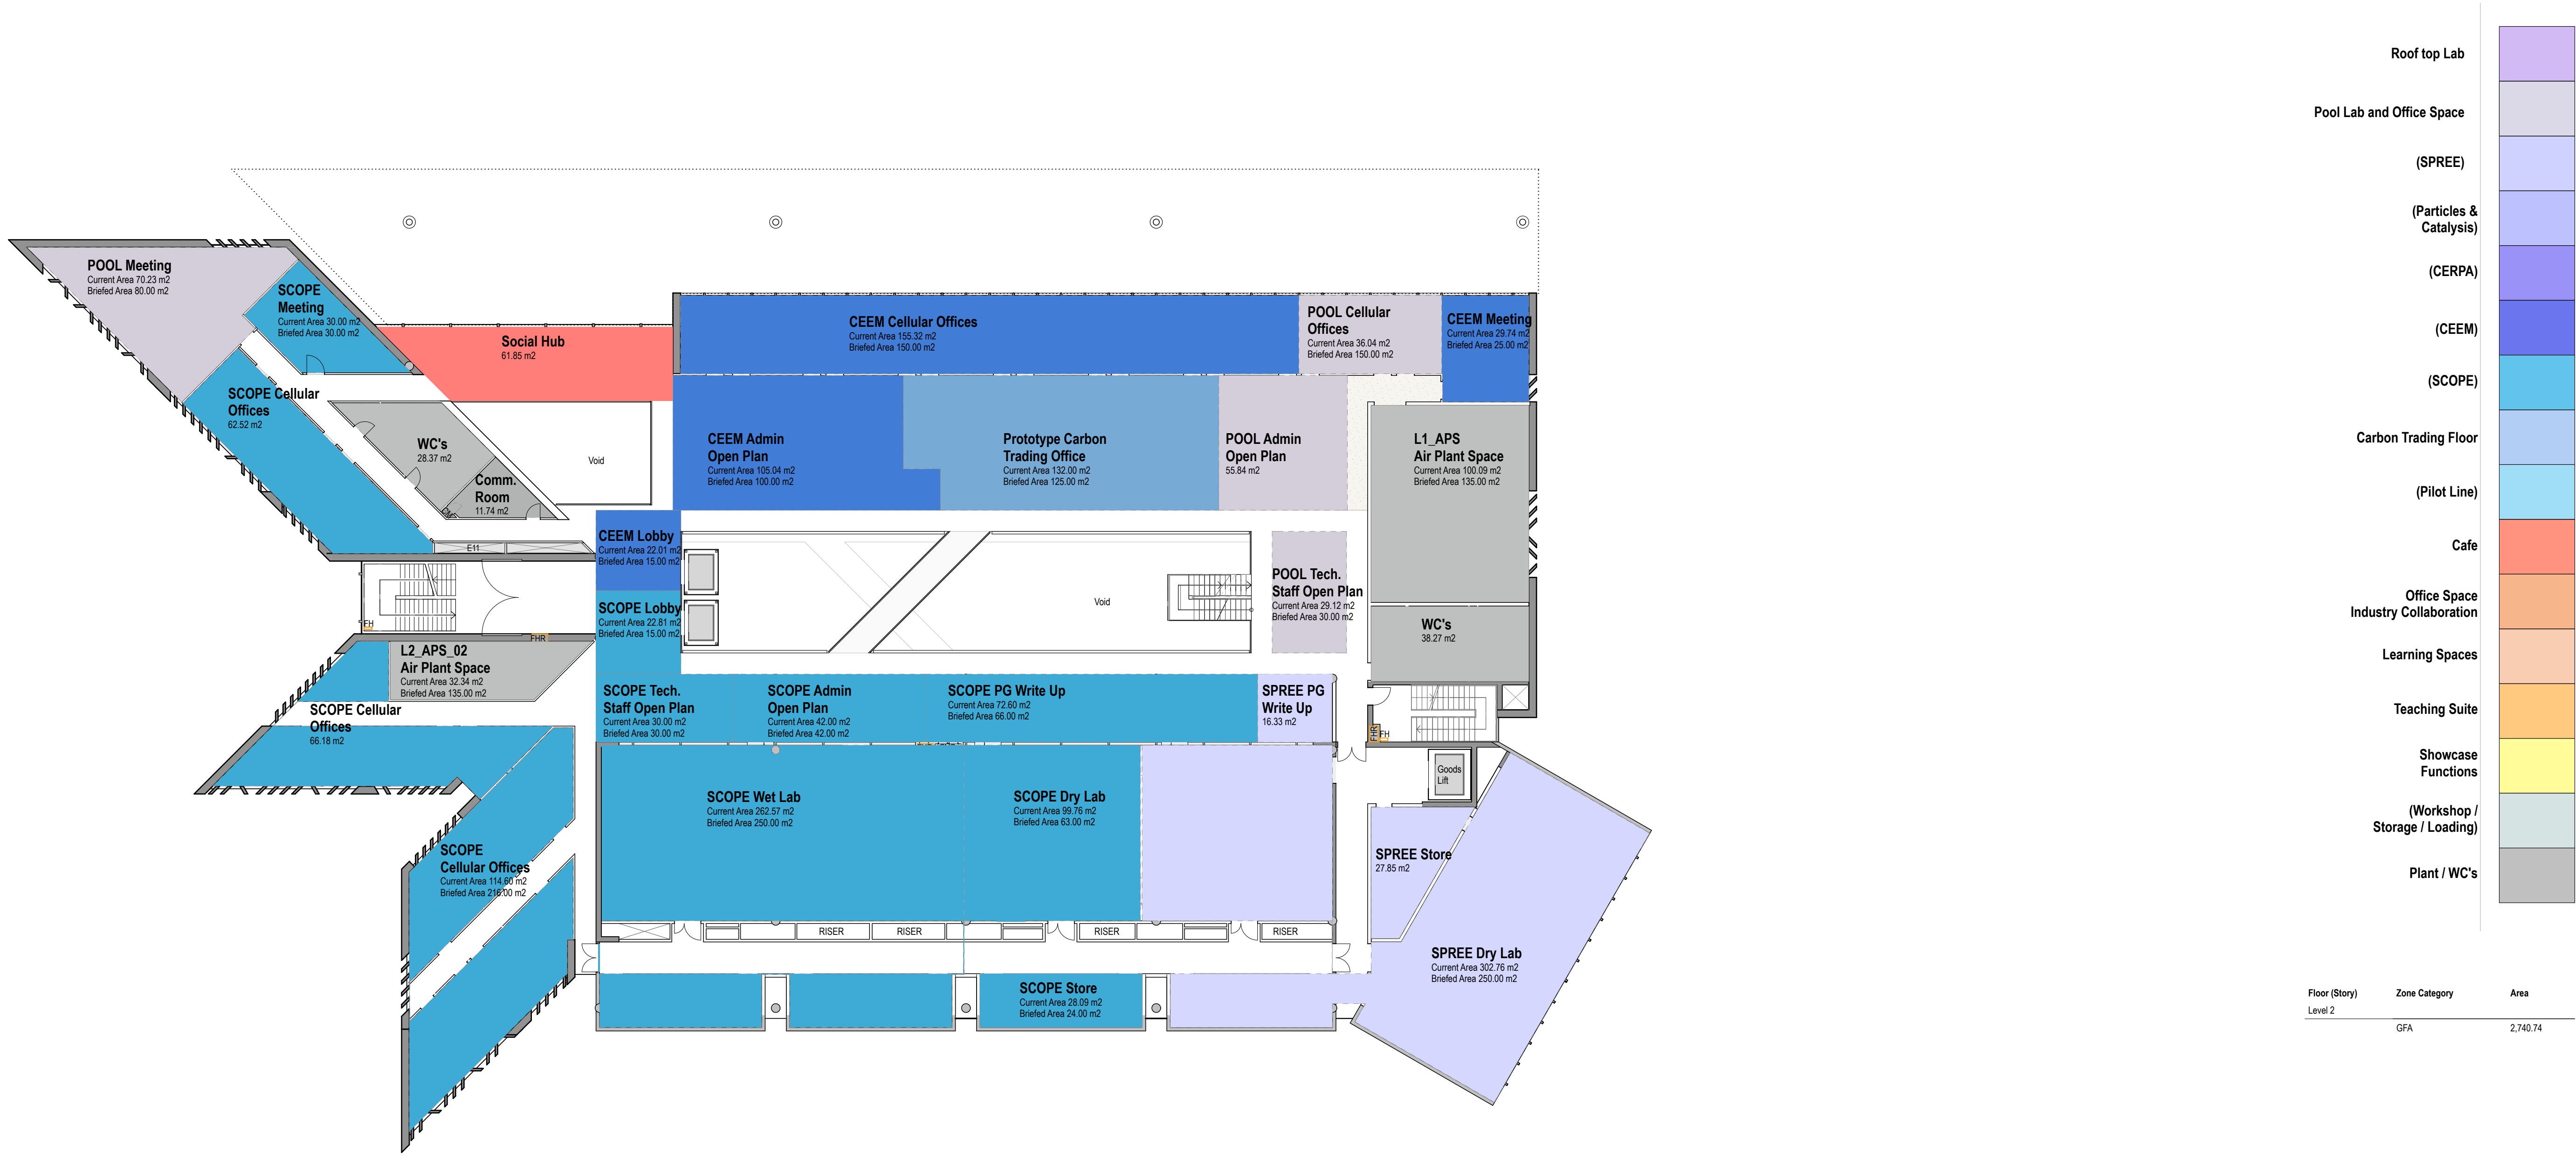 Roof top Lab
Pool Lab and Office Space
(SPREE)
(Particles &
Catalysis)
(CERPA)
(CEEM)
(SCOPE)
Carbon Trading Floor
(Pilot Line)
Cafe
Office Space
Industry Collaboration
Learning Spaces
Teaching Suite
Showcase
Functions
(Workshop /
Storage / Loading)
Plant / WC's
POOL Meeting
Current Area 70.23 m2
Briefed Area 80.00 m2
SCOPE
Meeting
Current Area 30.00 m2
Briefed Area 30.00 m2
Social Hub
61.85 m2
CEEM Cellular Offices
Current Area 155.32 m2
Briefed Area 150.00 m2
POOL Cellular
Offices
Current Area 36.04 m2
Briefed Area 150.00 m2
CEEM Meeting
Current Area 29.74 m2
Briefed Area 25.00 m2
SCOPE Cellular
Offices
62.52 m2
WC's
28.37 m2
Comm.
Room
11.74 m2
Void
CEEM Admin
Open Plan
Current Area 105.04 m2
Briefed Area 100.00 m2
Prototype Carbon
Trading Office
Current Area 132.00 m2
Briefed Area 125.00 m2
POOL Admin
Open Plan
55.84 m2
L1_APS
Air Plant Space
Current Area 100.09 m2
Briefed Area 135.00 m2
E11
CEEM Lobby
Current Area 22.01 m2
Briefed Area 15.00 m2
SCOPE Lobby
Current Area 22.81 m2
Briefed Area 15.00 m2
Void
POOL Tech.
Staff Open Plan
Current Area 29.12 m2
Briefed Area 30.00 m2
WC's
38.27 m2
FH
FHR
L2_APS_02
Air Plant Space
Current Area 32.34 m2
Briefed Area 135.00 m2
SCOPE Cellular
Offices
66.18 m2
SCOPE Tech.
Staff Open Plan
Current Area 30.00 m2
Briefed Area 30.00 m2
SCOPE Admin
Open Plan
Current Area 42.00 m2
Briefed Area 42.00 m2
SCOPE PG Write Up
Current Area 72.60 m2
Briefed Area 66.00 m2
SPREE PG
Write Up
16.33 m2
FHR
FH
Goods
Lift
SCOPE Wet Lab
Current Area 262.57 m2
Briefed Area 250.00 m2
SCOPE Dry Lab
Current Area 99.76 m2
Briefed Area 63.00 m2
SCOPE
Cellular Offices
Current Area 114.60 m2
Briefed Area 216.00 m2
SPREE Store
27.85 m2
RISER
RISER
RISER
RISER
SPREE Dry Lab
Current Area 302.76 m2
Briefed Area 250.00 m2
SCOPE Store
Current Area 28.09 m2
Briefed Area 24.00 m2
Floor (Story) Zone Category Area
Level 2
GFA 2,740.74